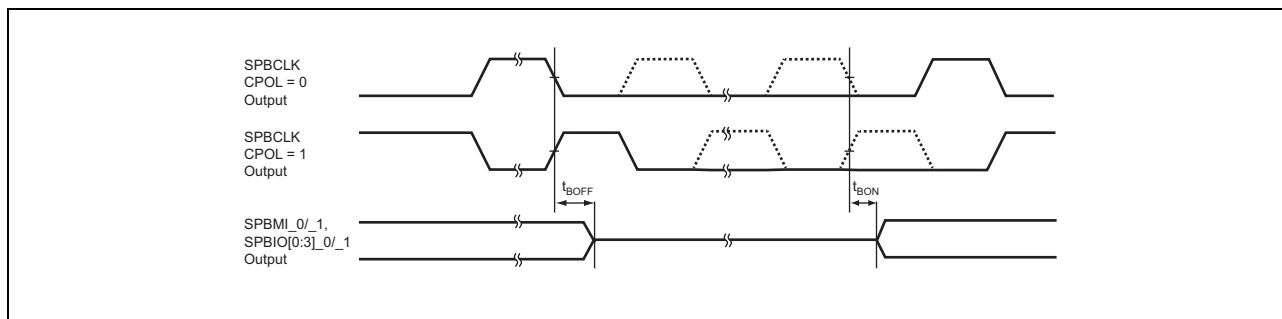 SPBCLK
CPOL = 0
Output
SPBCLK
CPOL = 1
Output
tBOFF
tBON
SPBMI_0/_1,
SPBIO[0:3]_0/_1
Output